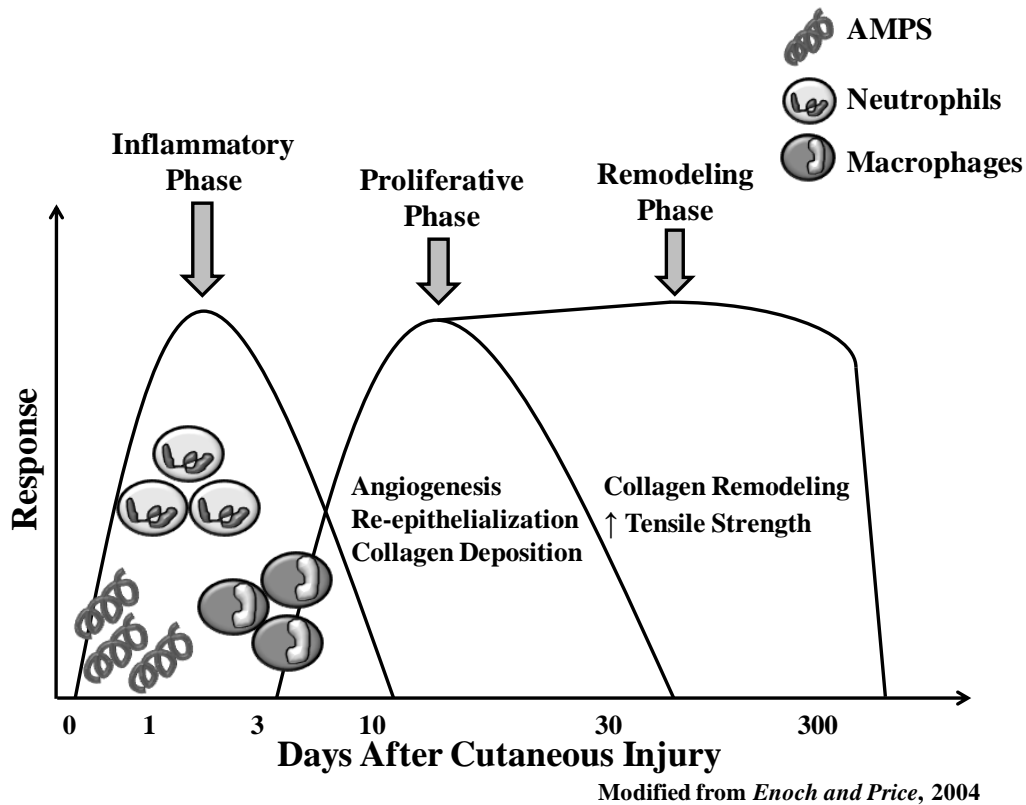 AMPS
Neutrophils
Macrophages
Inflammatory
Phase
Proliferative
Phase
Remodeling
Phase
Response
Angiogenesis
Re-epithelialization
Collagen Deposition
Collagen Remodeling
↑ Tensile Strength
0 1 3 10 30 300
Days After Cutaneous Injury
Modified from Enoch and Price, 2004